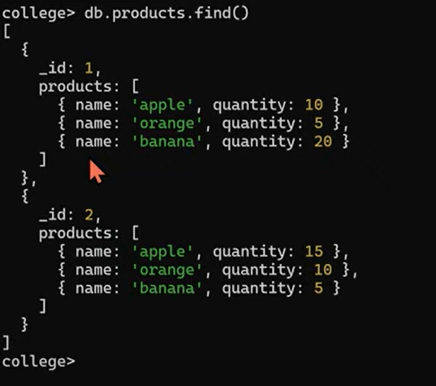 college> db.products.find()
[
  {
    _id: 1,
    products: [
      { name: 'apple', quantity: 10 },
      { name: 'orange', quantity: 5 },
      { name: 'banana', quantity: 20 }
    ]
  },
  {
    _id: 2,
    products: [
      { name: 'apple', quantity: 15 },
      { name: 'orange', quantity: 10 },
      { name: 'banana', quantity: 5 }
    ]
  }
]
college>